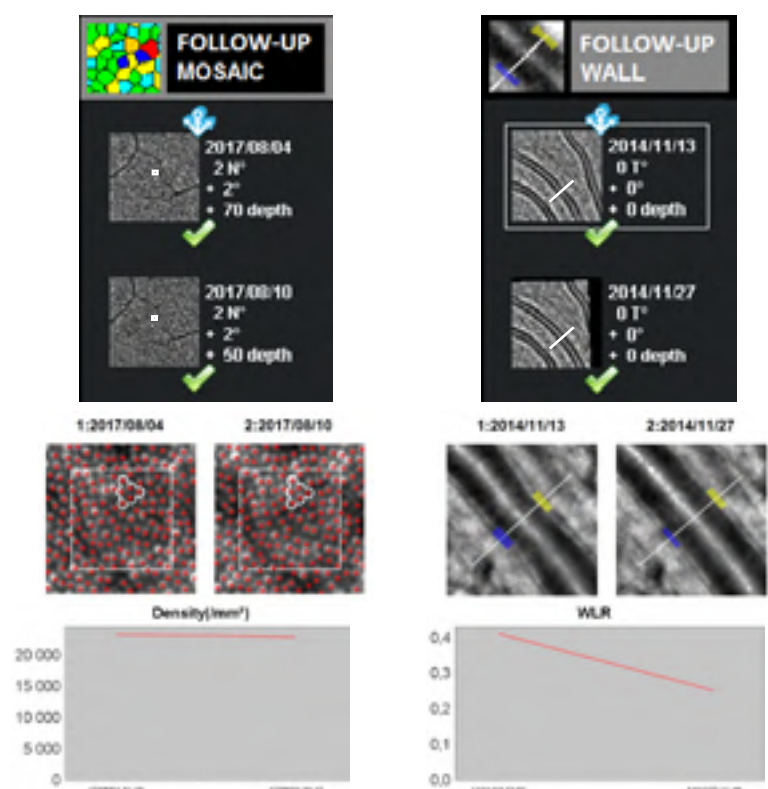 FOLLOW-UP
MOSAIC
2017/08/04
2 N°
+ 2°
+ 70 depth
2017/08/10
2 N°
+ 2°
+ 50 depth
FOLLOW-UP
WALL
2014/11/13
0 T°
+ 0°
+ 0 depth
2014/11/27
0 T°
+ 0°
+ 0 depth
1:2017/08/04
2:2017/08/10
Density(/mm²)
20 000
15 000
10 000
5 000
0
1:2014/11/13
2:2014/11/27
WLR
0,4
0,3
0,2
0,1
0,0